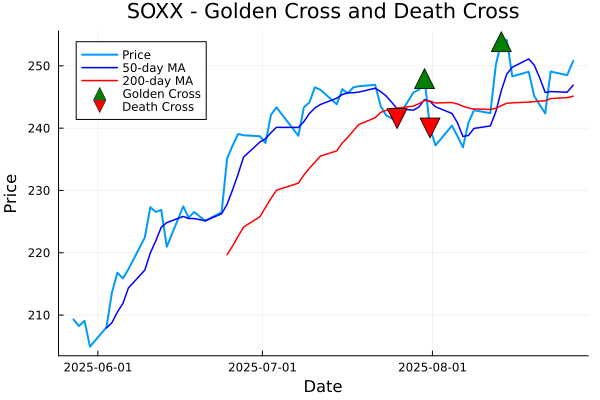 SOXX - Golden Cross and Death Cross
Price
50-day MA
200-day MA
Golden Cross
Death Cross
Price
250
240
230
220
210
2025-06-01
2025-07-01
2025-08-01
Date